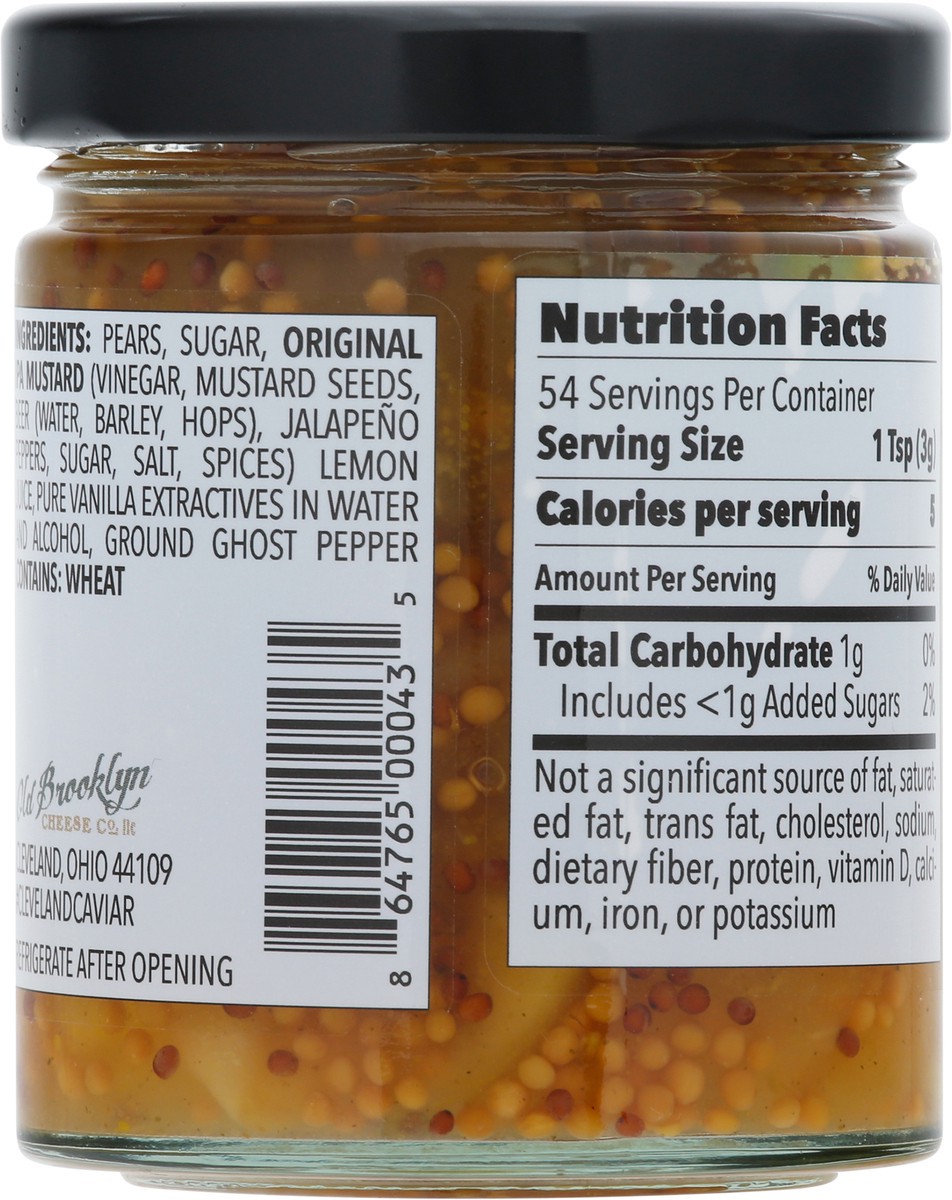 INGREDIENTS: PEARS, SUGAR, ORIGINAL
IPA MUSTARD (VINEGAR, MUSTARD SEEDS,
BEER (WATER, BARLEY, HOPS), JALAPEÑO
PEPPERS, SUGAR, SALT, SPICES) LEMON
JUICE, PURE VANILLA EXTRACTIVES IN WATER
AND ALCOHOL, GROUND GHOST PEPPER
CONTAINS: WHEAT
8 64765 00043 5
Old Brooklyn
CHEESE CO. llc
CLEVELAND, OHIO 44109
@CLEVELANDCAVIAR
REFRIGERATE AFTER OPENING
Nutrition Facts
54 Servings Per Container
Serving Size 1 Tsp (3g)
Calories per serving 5
Amount Per Serving % Daily Value
Total Carbohydrate 1g 0%
Includes <1g Added Sugars 2%
Not a significant source of fat, saturat-
ed fat, trans fat, cholesterol, sodium,
dietary fiber, protein, vitamin D, calci-
um, iron, or potassium